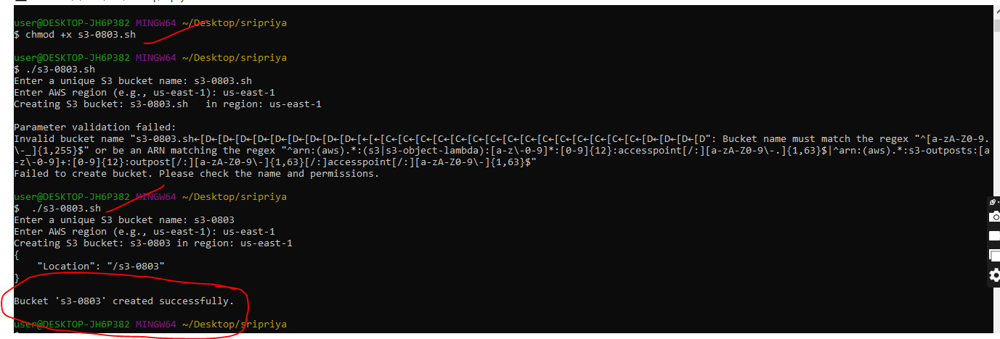 user@DESKTOP-JH6P382 MINGW64 ~/Desktop/sripriya
$ chmod +x s3-0803.sh
user@DESKTOP-JH6P382 MINGW64 ~/Desktop/sripriya
$ ./s3-0803.sh
Enter a unique S3 bucket name: s3-0803.sh
Enter AWS region (e.g., us-east-1): us-east-1
Creating S3 bucket: s3-0803.sh   in region: us-east-1
Parameter validation failed:
Invalid bucket name "s3-0803.sh←[D←[D←[D←[D←[D←[D←[D←[D←[D←[←[←[C←[C←[C←[C←[C←[C←[C←[C←[C←[C←[C←[C←[C←[C←[C←[D←[D←[D←[D": Bucket name must match the regex "^[a-zA-Z0-9.
\-_]{1,255}$" or be an ARN matching the regex "^arn:(aws).*:(s3|s3-object-lambda):[a-z\-0-9]*:[0-9]{12}:accesspoint[/:][a-zA-Z0-9\-.]{1,63}$|^arn:(aws).*:s3-outposts:[a
-z\-0-9]+:[0-9]{12}:outpost[/:][a-zA-Z0-9\-]{1,63}[/:]accesspoint[/:][a-zA-Z0-9\-]{1,63}$"
Failed to create bucket. Please check the name and permissions.
user@DESKTOP-JH6P382 MINGW64 ~/Desktop/sripriya
$  ./s3-0803.sh
Enter a unique S3 bucket name: s3-0803
Enter AWS region (e.g., us-east-1): us-east-1
Creating S3 bucket: s3-0803 in region: us-east-1
{
    "Location": "/s3-0803"
}
Bucket 's3-0803' created successfully.
user@DESKTOP-JH6P382 MINGW64 ~/Desktop/sripriya